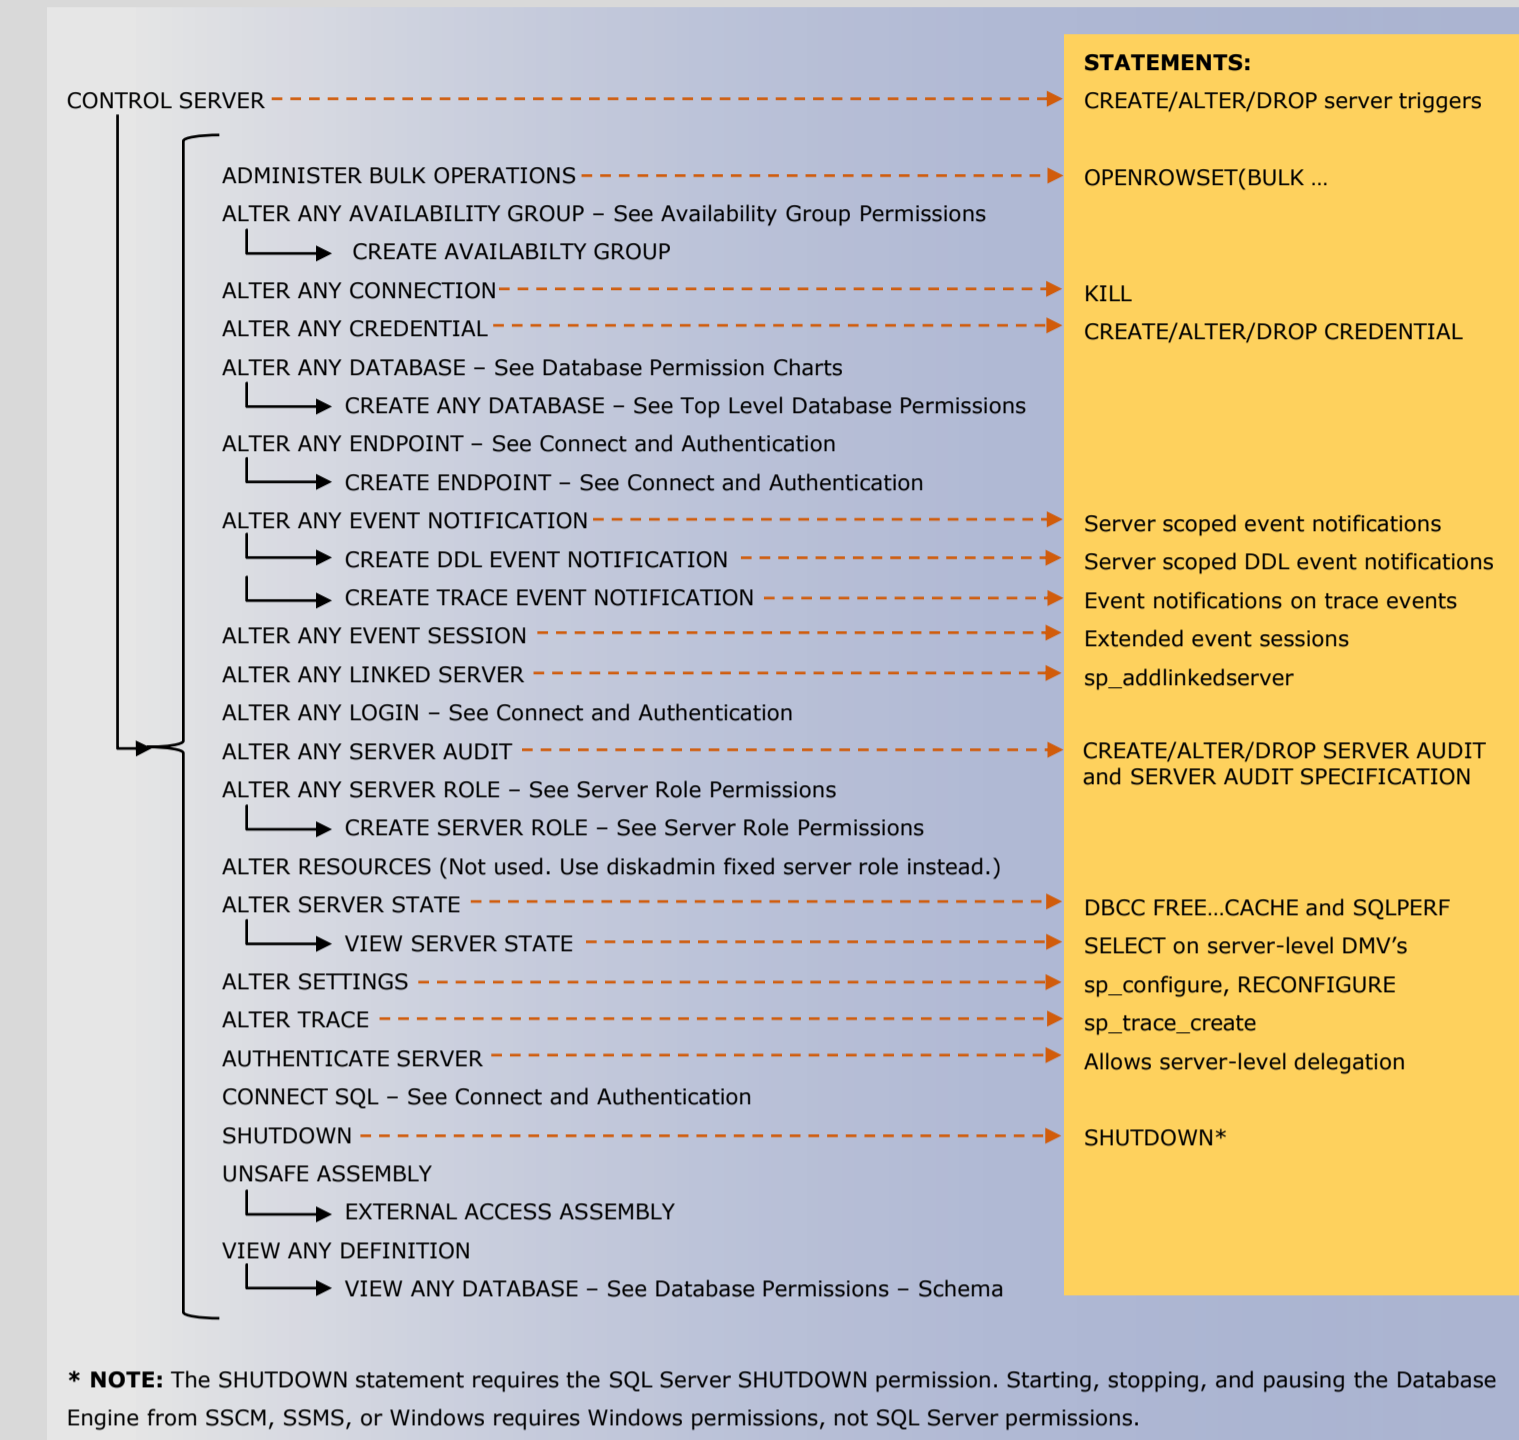 STATEMENTS:
CONTROL SERVER
CREATE/ALTER/DROP server triggers
ADMINISTER BULK OPERATIONS
OPENROWSET(BULK …
ALTER ANY AVAILABILITY GROUP – See Availability Group Permissions
CREATE AVAILABILTY GROUP
ALTER ANY CONNECTION
KILL
ALTER ANY CREDENTIAL
CREATE/ALTER/DROP CREDENTIAL
ALTER ANY DATABASE – See Database Permission Charts
CREATE ANY DATABASE – See Top Level Database Permissions
ALTER ANY ENDPOINT – See Connect and Authentication
CREATE ENDPOINT – See Connect and Authentication
ALTER ANY EVENT NOTIFICATION
Server scoped event notifications
CREATE DDL EVENT NOTIFICATION
Server scoped DDL event notifications
CREATE TRACE EVENT NOTIFICATION
Event notifications on trace events
ALTER ANY EVENT SESSION
Extended event sessions
ALTER ANY LINKED SERVER
sp_addlinkedserver
ALTER ANY LOGIN – See Connect and Authentication
ALTER ANY SERVER AUDIT
CREATE/ALTER/DROP SERVER AUDIT
and SERVER AUDIT SPECIFICATION
ALTER ANY SERVER ROLE – See Server Role Permissions
CREATE SERVER ROLE – See Server Role Permissions
ALTER RESOURCES (Not used. Use diskadmin fixed server role instead.)
ALTER SERVER STATE
DBCC FREE…CACHE and SQLPERF
VIEW SERVER STATE
SELECT on server-level DMV’s
ALTER SETTINGS
sp_configure, RECONFIGURE
ALTER TRACE
sp_trace_create
AUTHENTICATE SERVER
Allows server-level delegation
CONNECT SQL – See Connect and Authentication
SHUTDOWN
SHUTDOWN*
UNSAFE ASSEMBLY
EXTERNAL ACCESS ASSEMBLY
VIEW ANY DEFINITION
VIEW ANY DATABASE – See Database Permissions – Schema
* NOTE: The SHUTDOWN statement requires the SQL Server SHUTDOWN permission. Starting, stopping, and pausing the Database
Engine from SSCM, SSMS, or Windows requires Windows permissions, not SQL Server permissions.